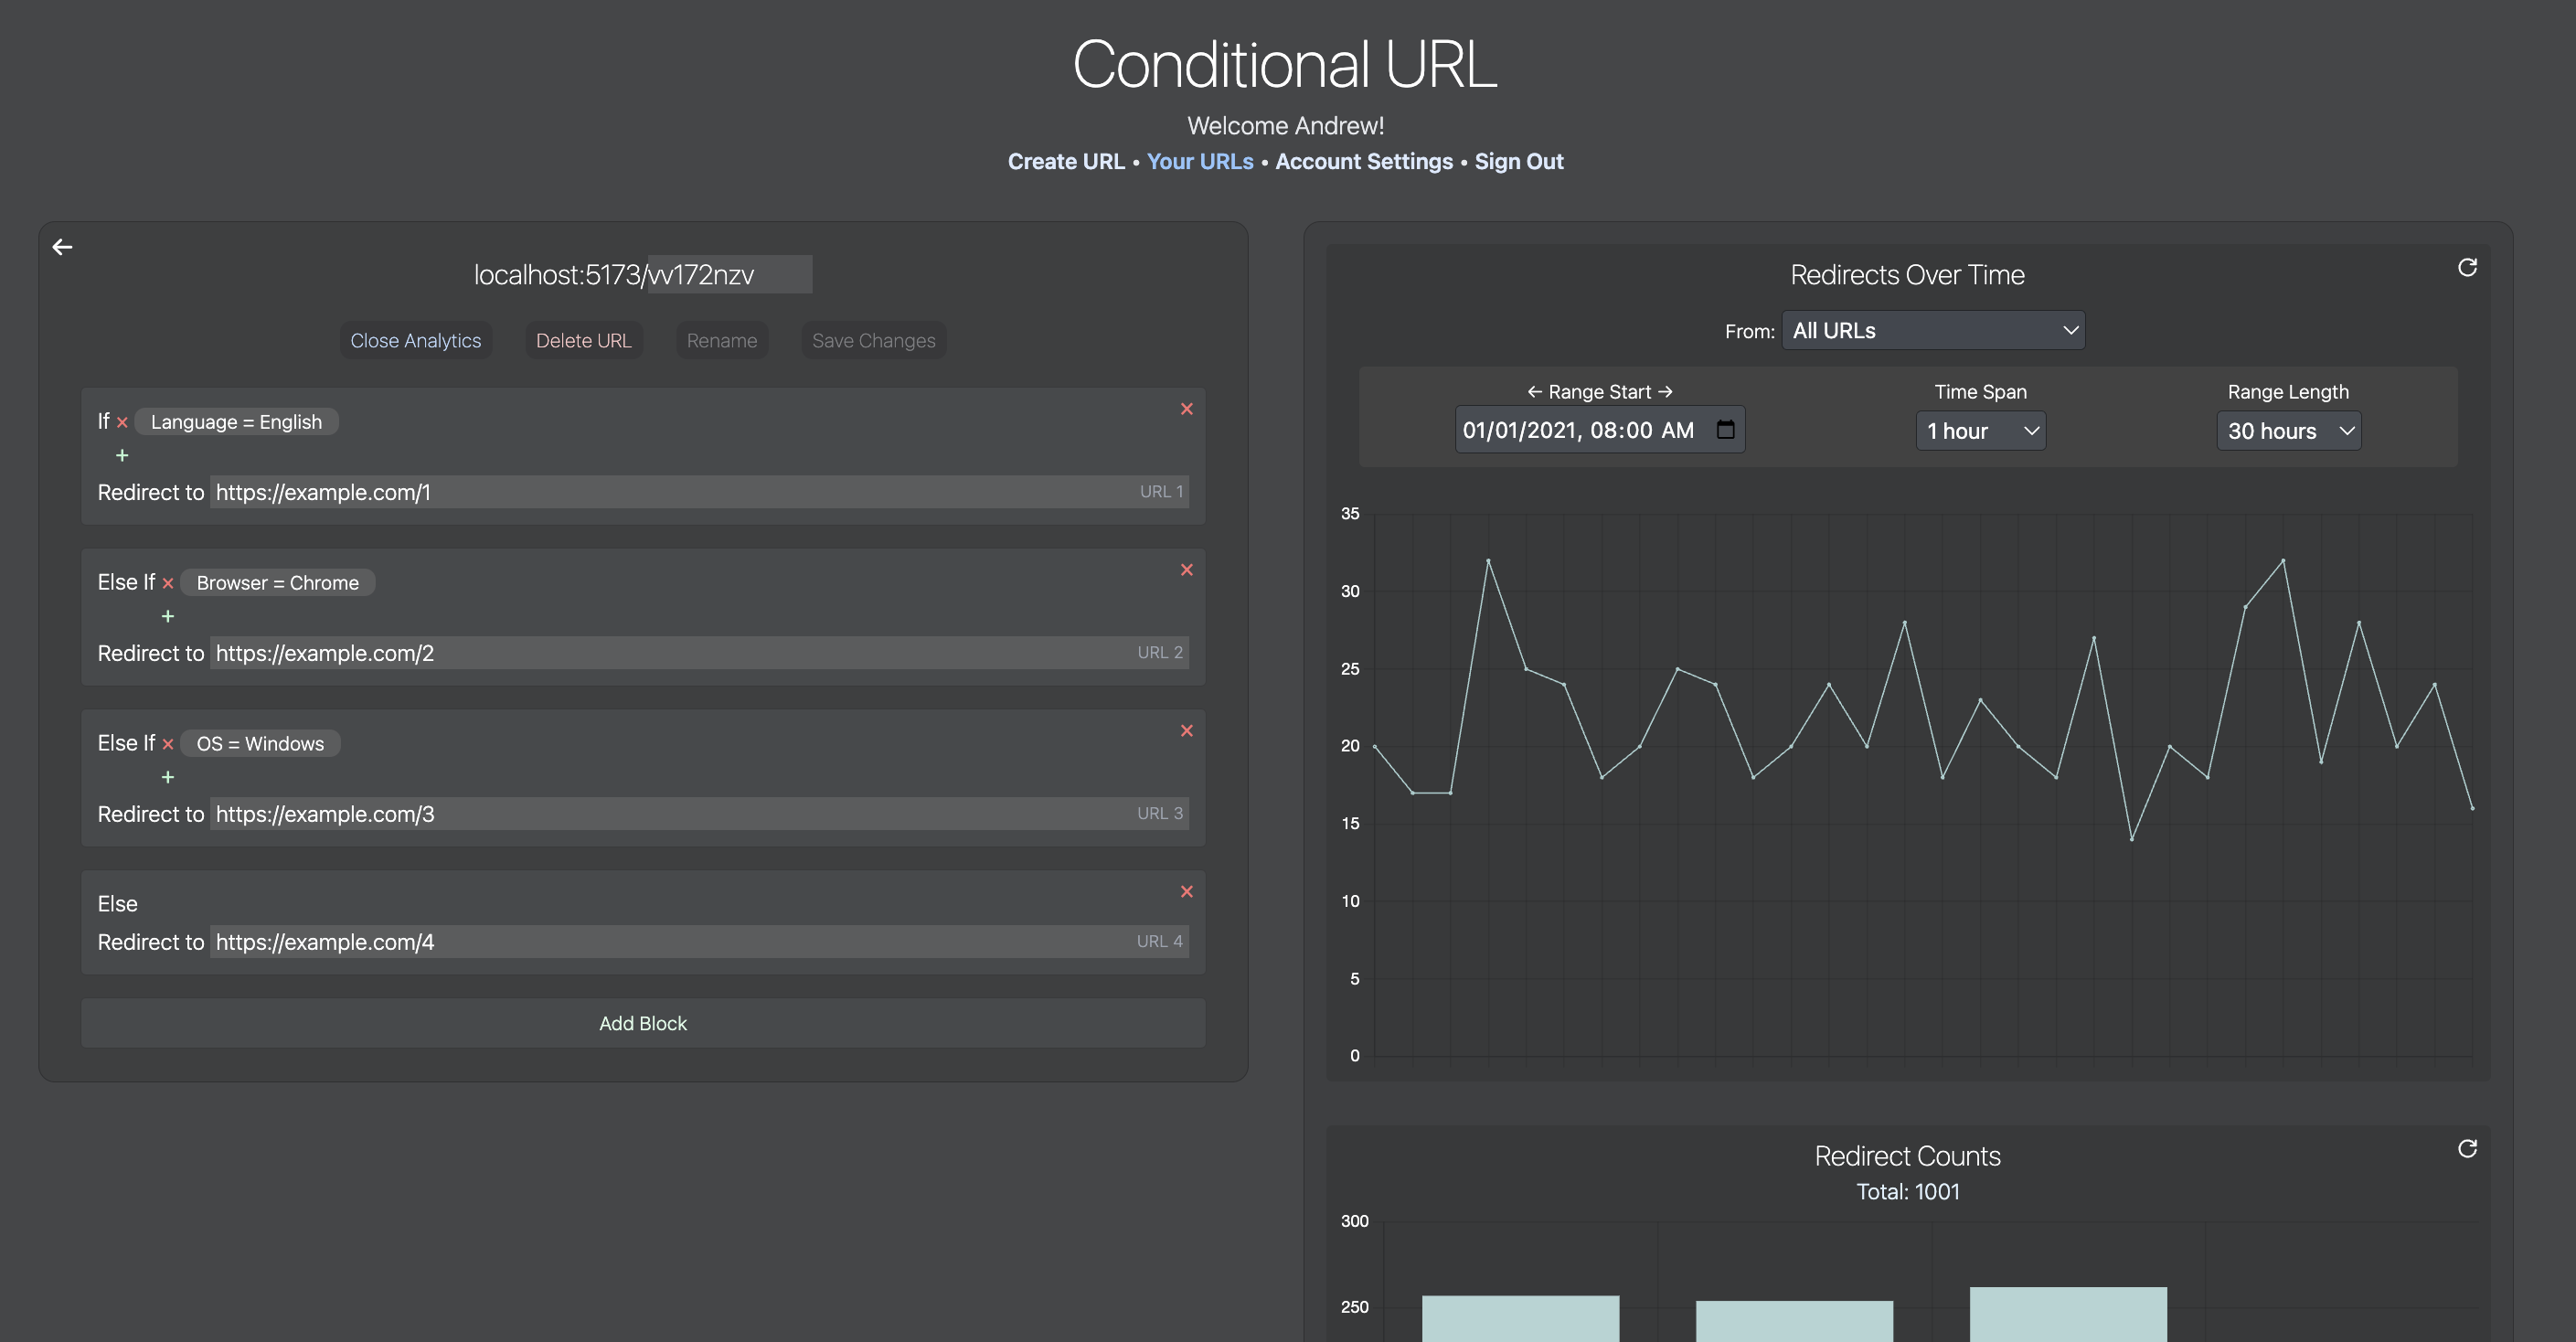 Conditional URL
Welcome Andrew!
Create URL • Your URLs • Account Settings • Sign Out
localhost:5173/vv172nzv
Close Analytics Delete URL Rename Save Changes
If × Language = English ×
+
Redirect to https://example.com/1 URL 1
Else If × Browser = Chrome ×
+
Redirect to https://example.com/2 URL 2
Else If × OS = Windows ×
+
Redirect to https://example.com/3 URL 3
Else ×
Redirect to https://example.com/4 URL 4
Add Block
Redirects Over Time
From: All URLs
← Range Start → Time Span Range Length
01/01/2021, 08:00 AM 1 hour 30 hours
35
30
25
20
15
10
5
0
Redirect Counts
Total: 1001
300
250